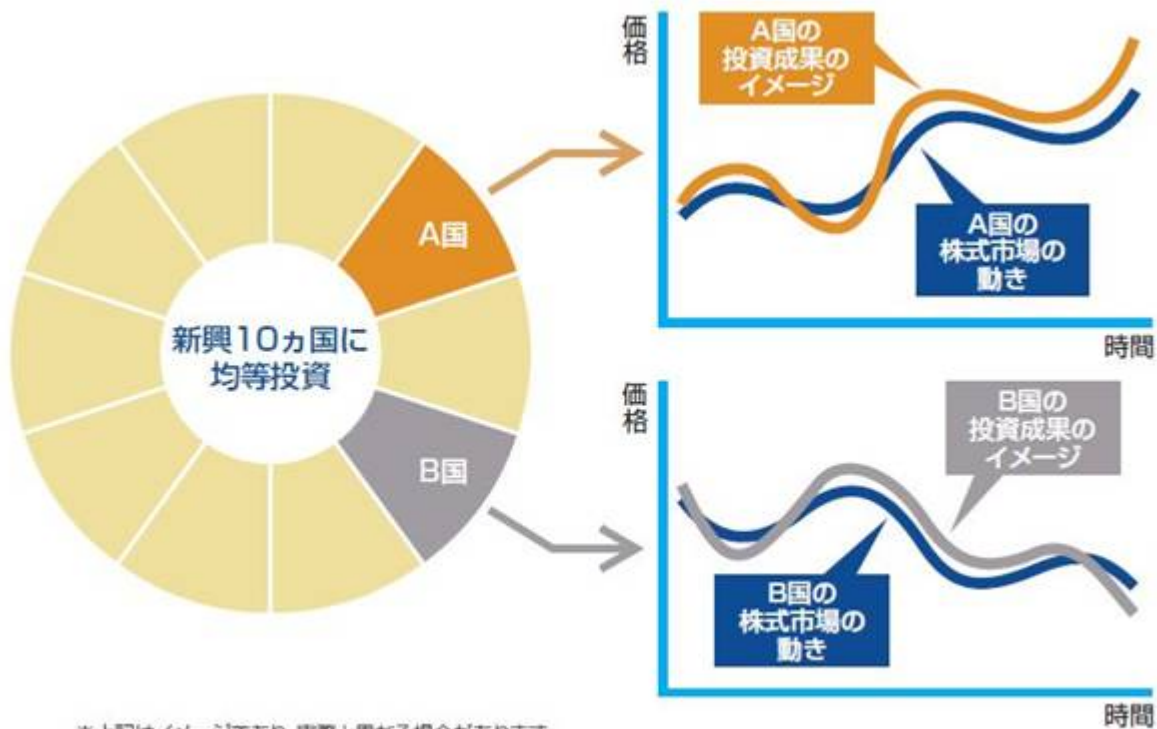 新興10ヵ国に
均等投資
A国
B国
価格
A国の
投資成果の
イメージ
A国の
株式市場の
動き
時間
価格
B国の
投資成果の
イメージ
B国の
株式市場の
動き
時間